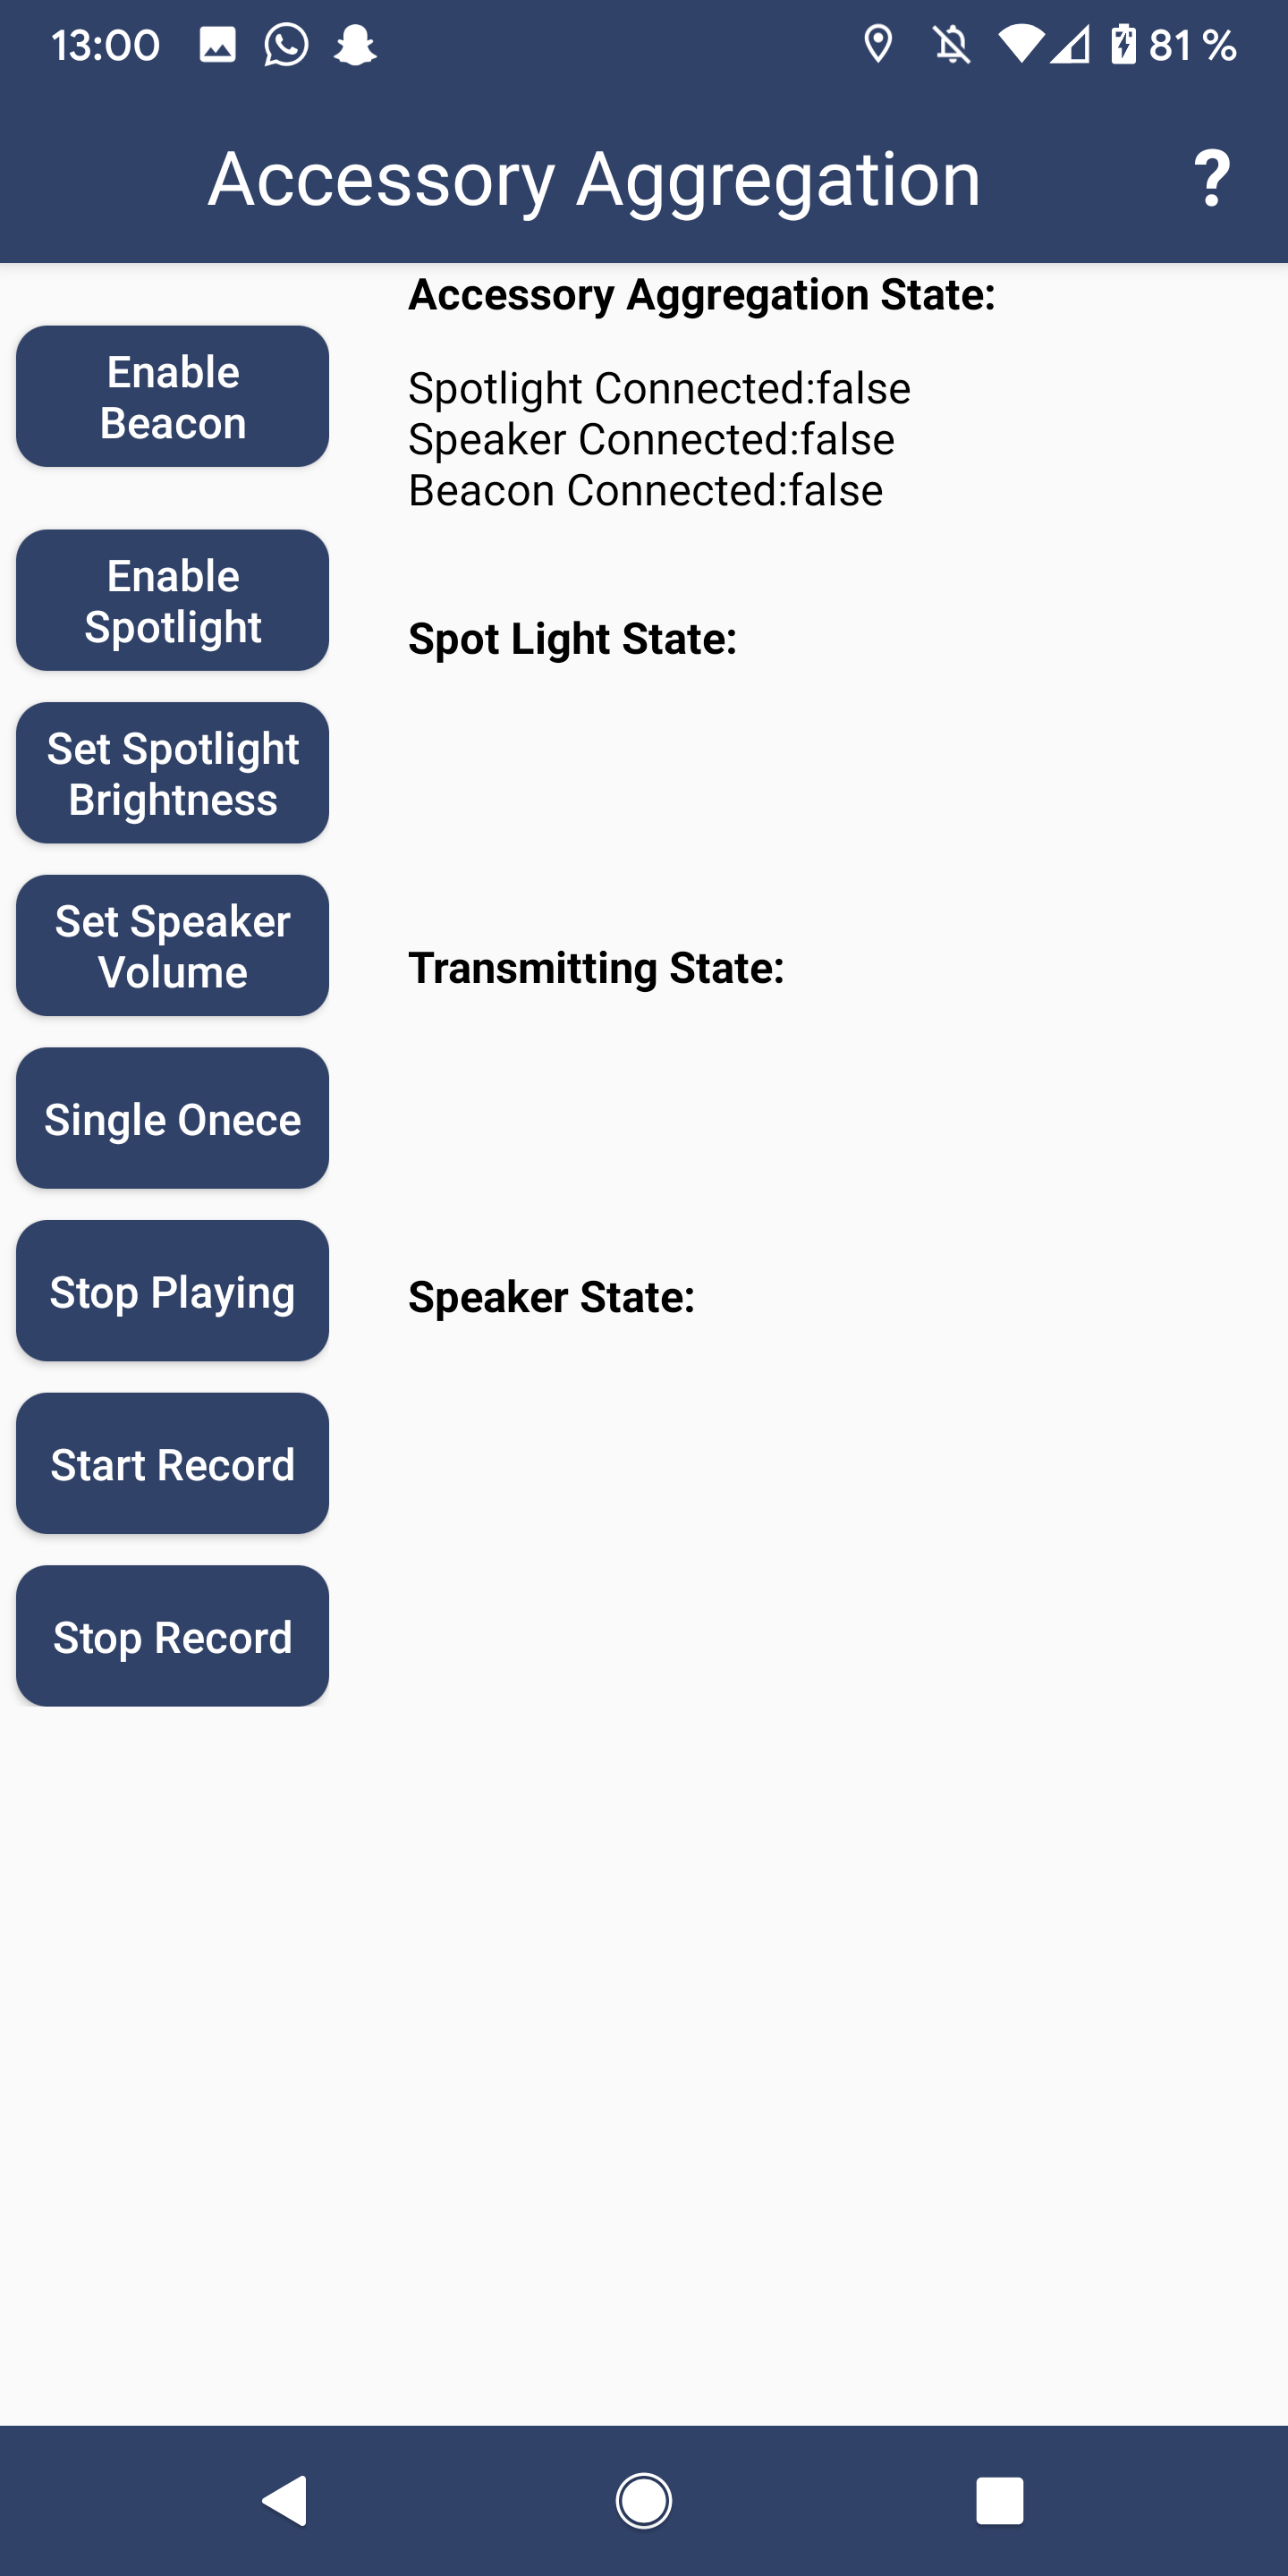 13:00
81 %
Accessory Aggregation
?
Accessory Aggregation State:
Enable
Beacon
Spotlight Connected:false
Speaker Connected:false
Beacon Connected:false
Enable
Spotlight
Spot Light State:
Set Spotlight
Brightness
Set Speaker
Volume
Transmitting State:
Single Onece
Stop Playing
Speaker State:
Start Record
Stop Record